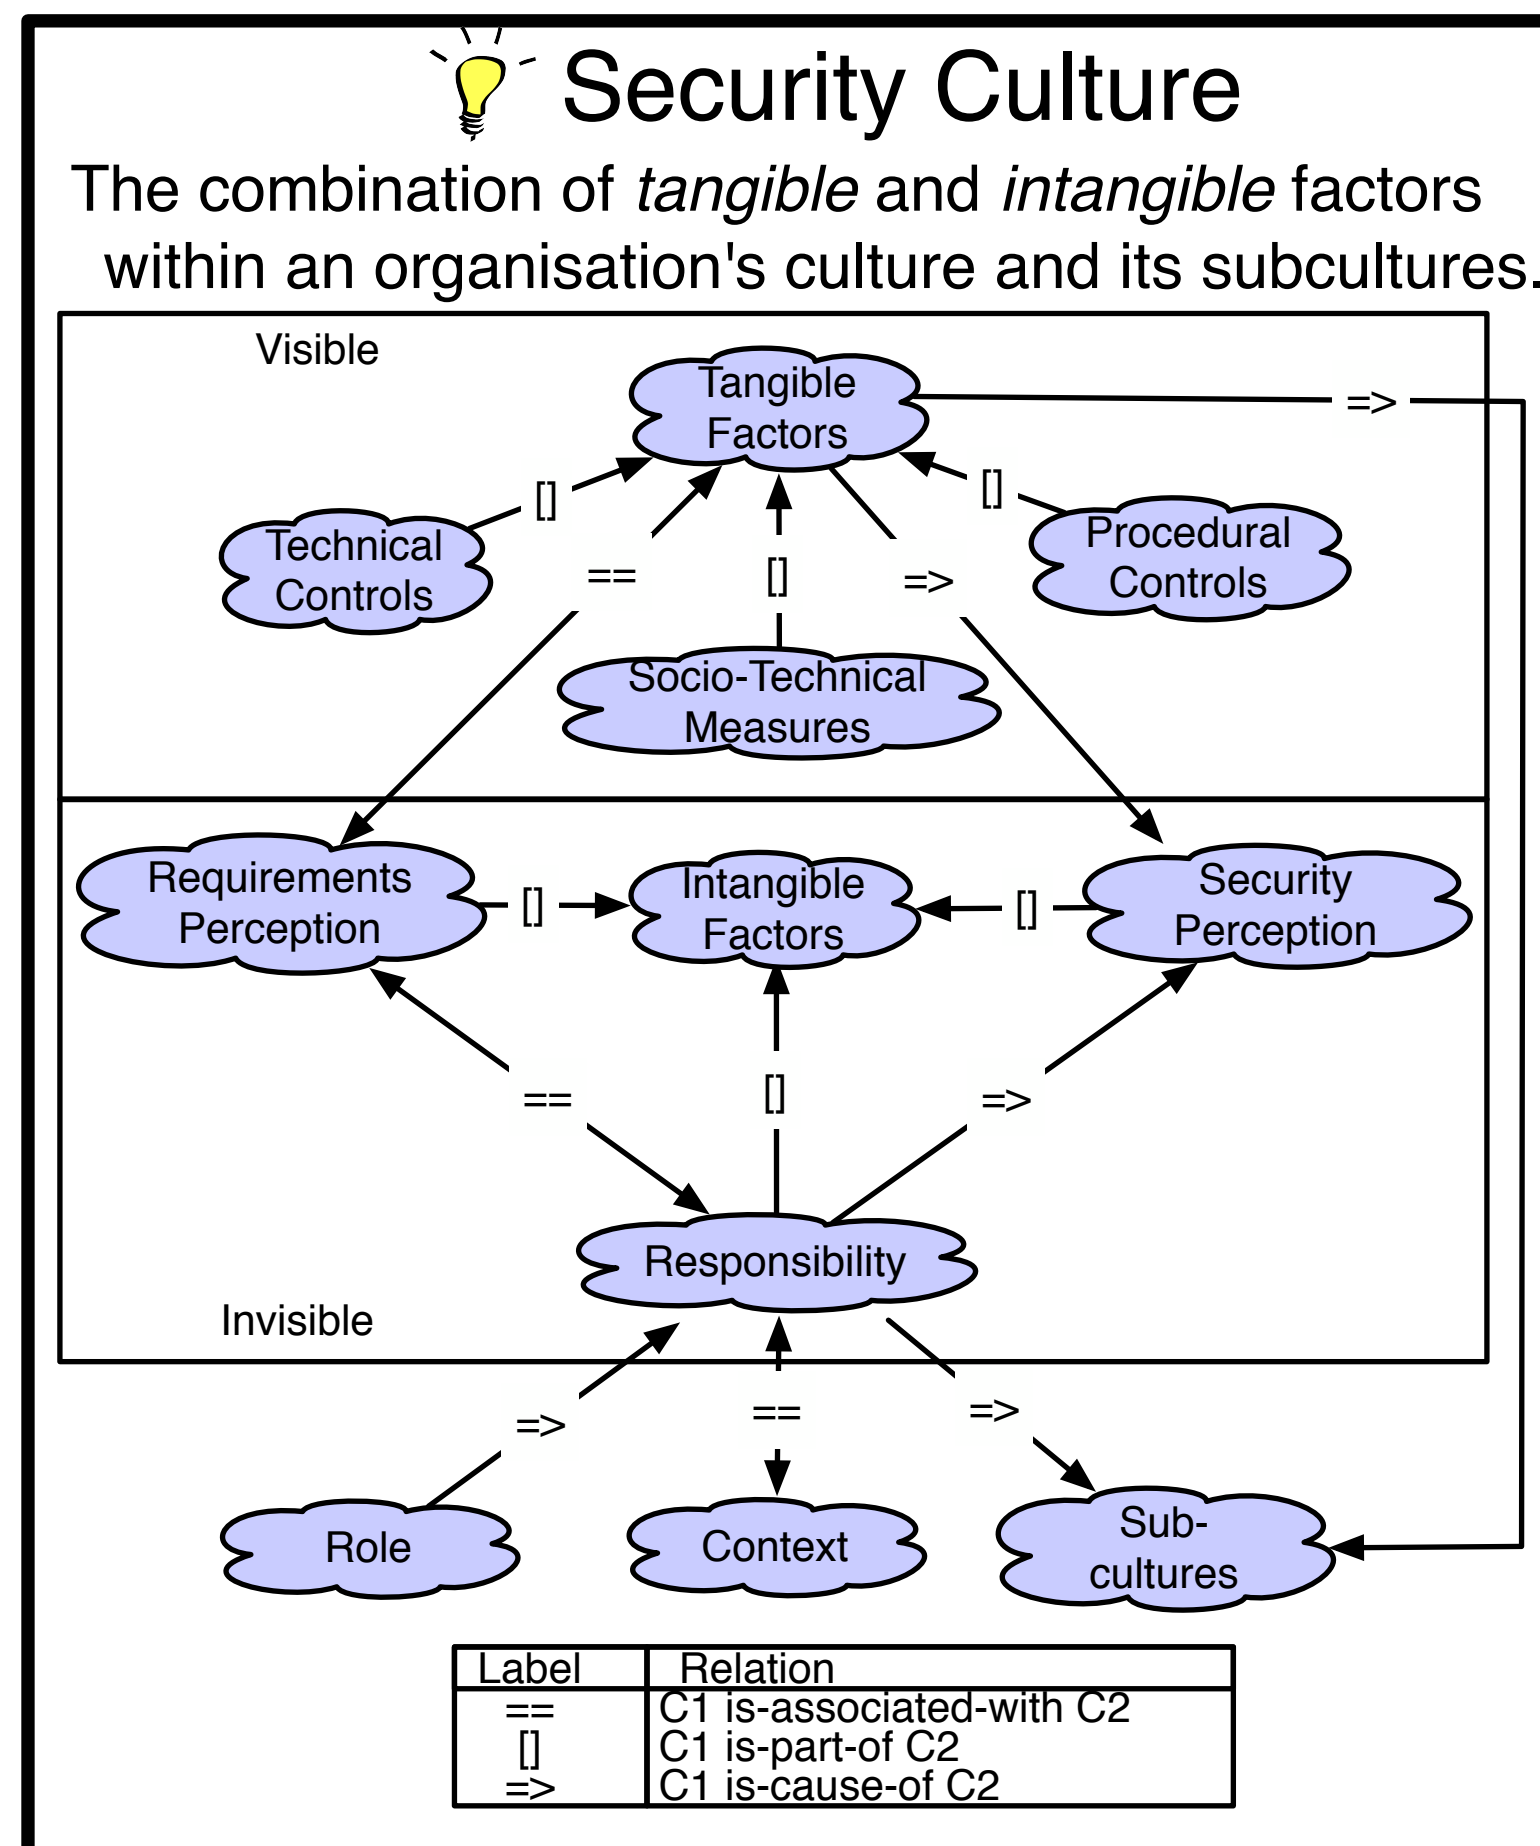 Security Culture
The combination of tangible and intangible factors
within an organisation's culture and its subcultures.
Visible
Tangible
Factors
=>
[]
[]
Technical
Controls
Procedural
Controls
==
[]
=>
Socio-Technical
Measures
Requirements
Perception
[]
Intangible
Factors
[]
Security
Perception
==
[]
=>
Responsibility
Invisible
=>
==
=>
Role
Context
Sub-
cultures
Label Relation
== C1 is-associated-with C2
[] C1 is-part-of C2
=> C1 is-cause-of C2